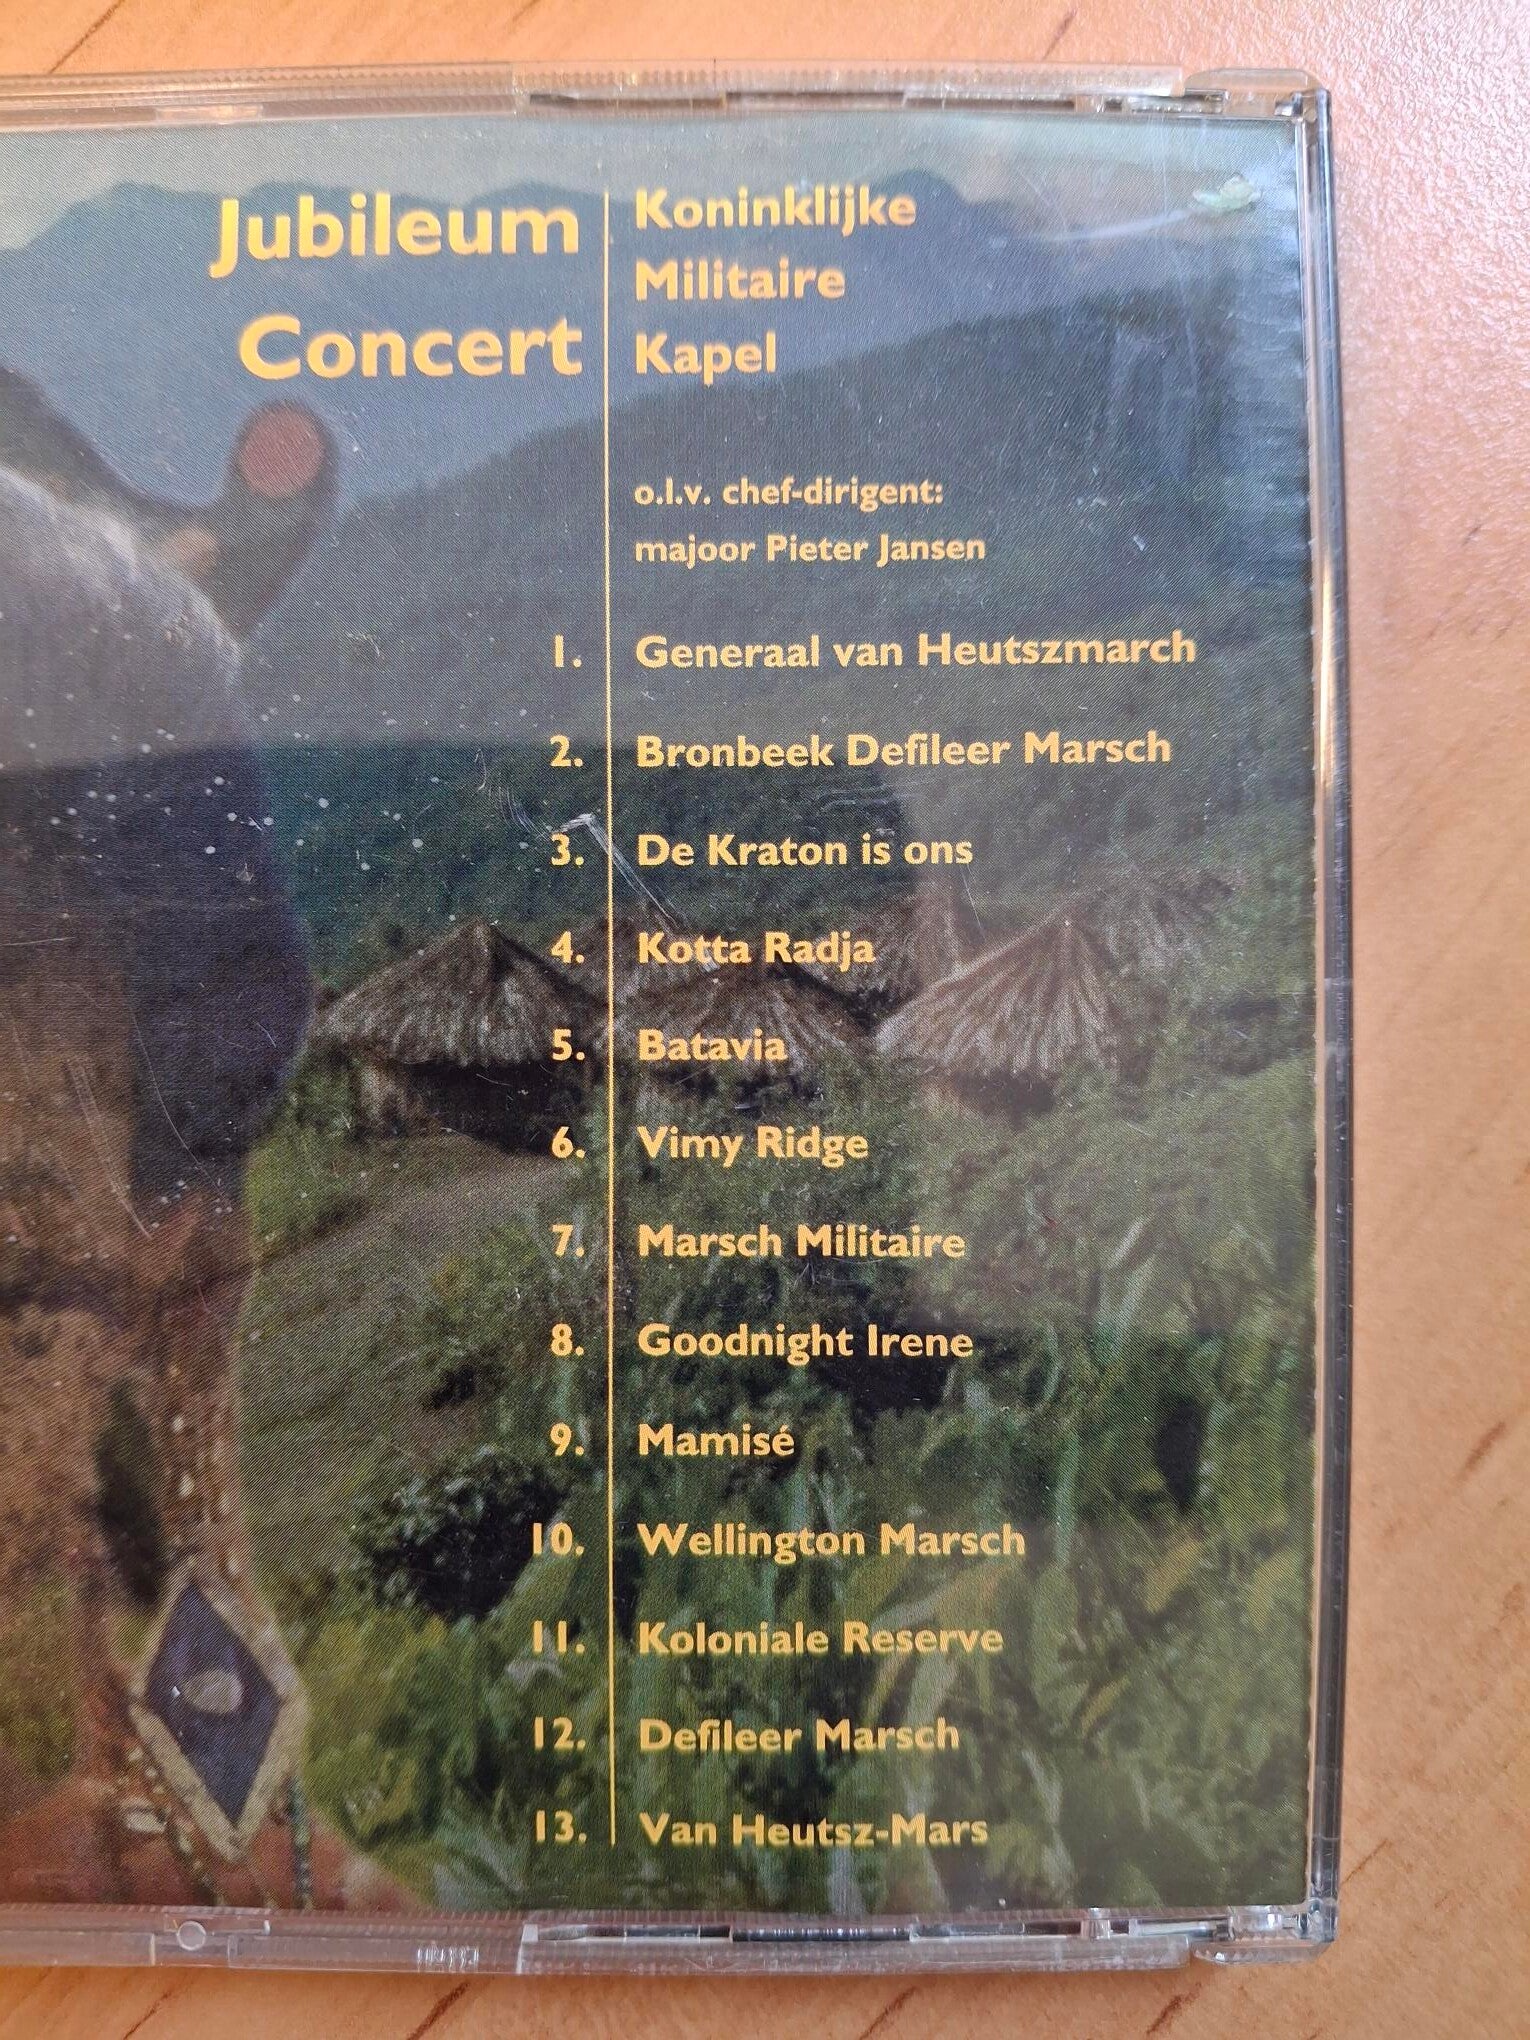 Jubileum
Concert
Koninklijke
Militaire
Kapel
o.l.v. chef-dirigent:
majoor Pieter Jansen
1. Generaal van Heutszmarch
2. Bronbeek Defileer Marsch
3. De Kraton is ons
4. Kotta Radja
5. Batavia
6. Vimy Ridge
7. Marsch Militaire
8. Goodnight Irene
9. Mamisé
10. Wellington Marsch
11. Koloniale Reserve
12. Defileer Marsch
13. Van Heutsz-Mars